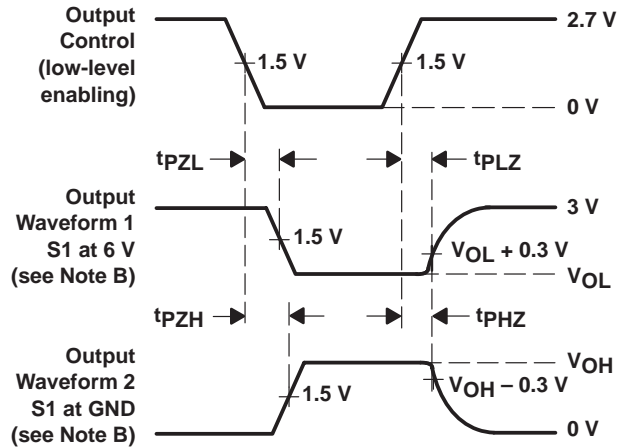 Output
Control
(low-level
enabling)
2.7 V
1.5 V
1.5 V
0 V
tPZL
tPLZ
Output
Waveform 1
S1 at 6 V
(see Note B)
3 V
1.5 V
VOL + 0.3 V
VOL
tPZH
tPHZ
Output
Waveform 2
S1 at GND
(see Note B)
VOH
1.5 V
VOH – 0.3 V
0 V